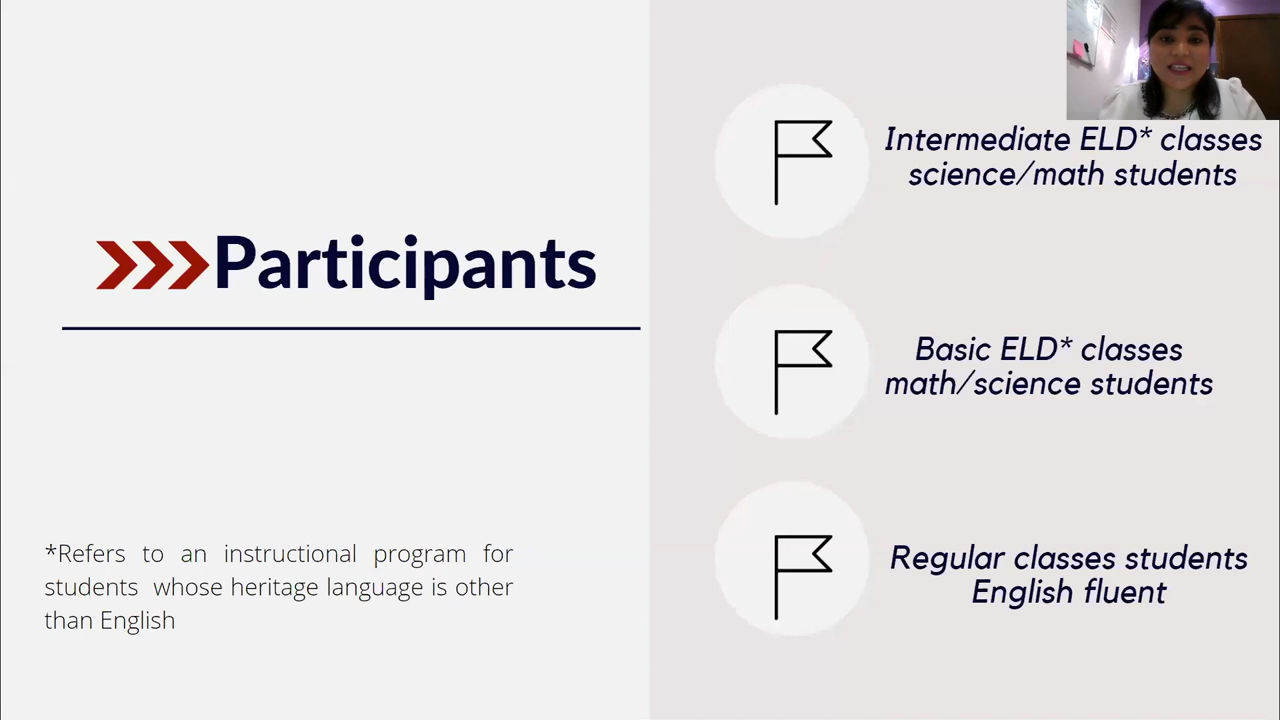 Participants
*Refers to an instructional program for
students whose heritage language is other
than English
Intermediate ELD* classes
science/math students
Basic ELD* classes
math/science students
Regular classes students
English fluent